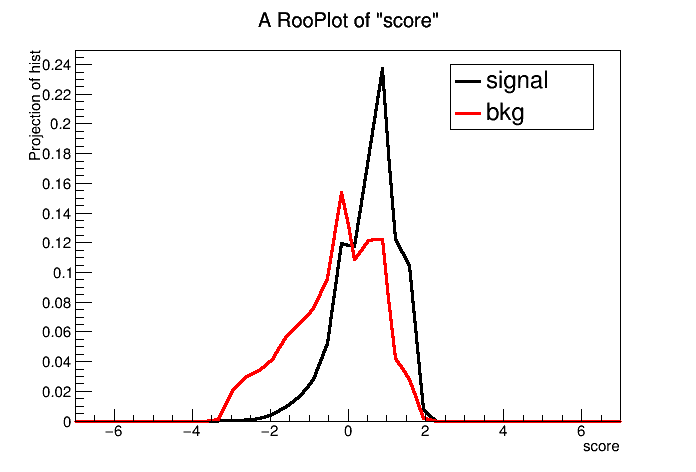 A RooPlot of "score"
Projection of hist
0.24
0.22
0.2
0.18
0.16
0.14
0.12
0.1
0.08
0.06
0.04
0.02
0
signal
bkg
−6 −4 −2 0 2 4 6
score